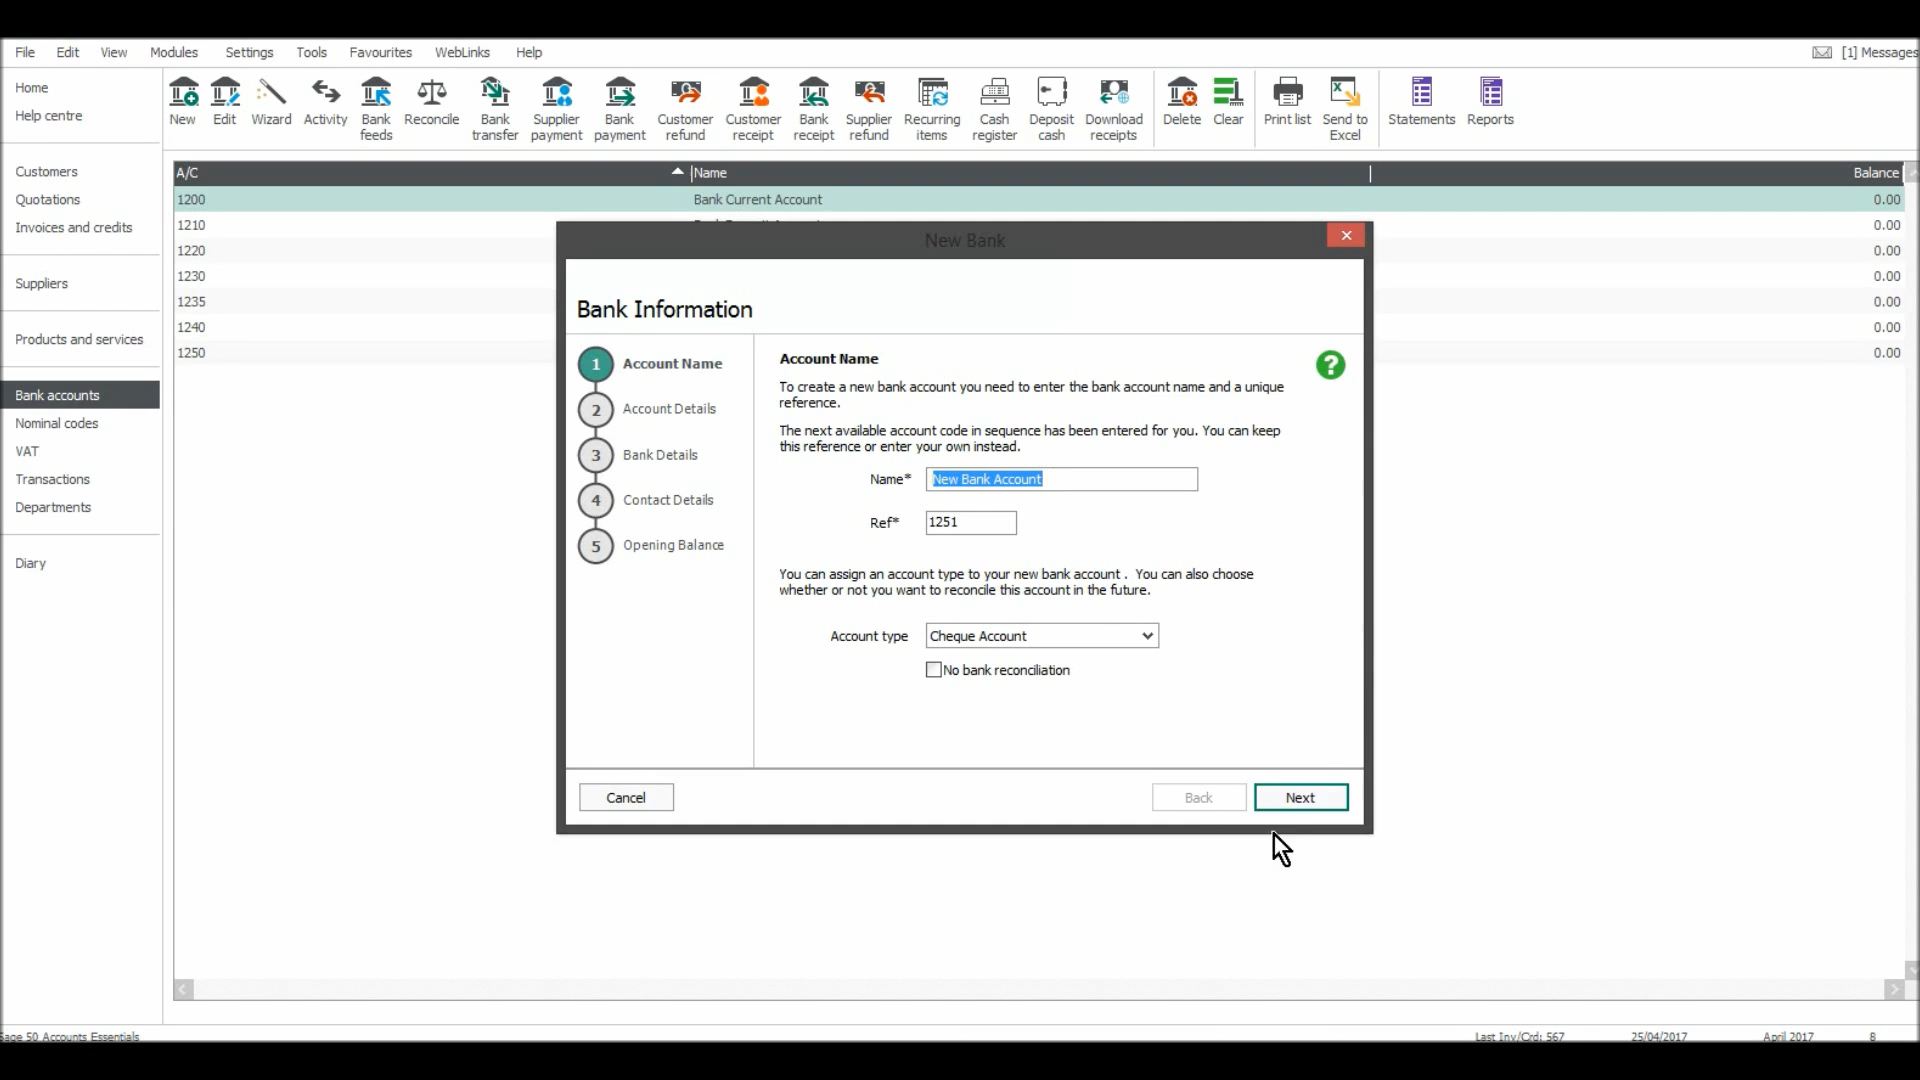 File Edit View Modules Settings Tools Favourites WebLinks Help [1] Messages
Home
Help centre
Customers
Quotations
Invoices and credits
Suppliers
Products and services
Bank accounts
Nominal codes
VAT
Transactions
Departments
Diary
New
Edit
Wizard
Activity
Bank
feeds
Reconcile
Bank
transfer
Supplier
payment
Bank
payment
Customer
refund
Customer
receipt
Bank
receipt
Supplier
refund
Recurring
items
Cash
register
Deposit
cash
Download
receipts
Delete
Clear
Print list
Send to
Excel
Statements
Reports
A/C Name Balance
1200 Bank Current Account 0.00
1210 0.00
1220 0.00
1230 0.00
1235 0.00
1240 0.00
1250 0.00
New Bank
Bank Information
1 Account Name
2 Account Details
3 Bank Details
4 Contact Details
5 Opening Balance
Account Name
?
To create a new bank account you need to enter the bank account name and a unique
reference.
The next available account code in sequence has been entered for you. You can keep
this reference or enter your own instead.
Name* New Bank Account
Ref* 1251
You can assign an account type to your new bank account . You can also choose
whether or not you want to reconcile this account in the future.
Account type Cheque Account
No bank reconciliation
Cancel Back Next
Sage 50 Accounts Essentials Last Inv/Crd: 567 25/04/2017 April 2017 8